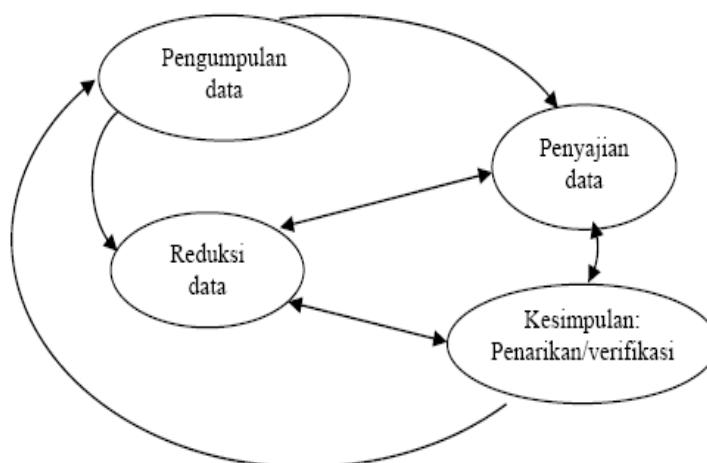 Pengumpulan
data
Penyajian
data
Reduksi
data
Kesimpulan:
Penarikan/verifikasi